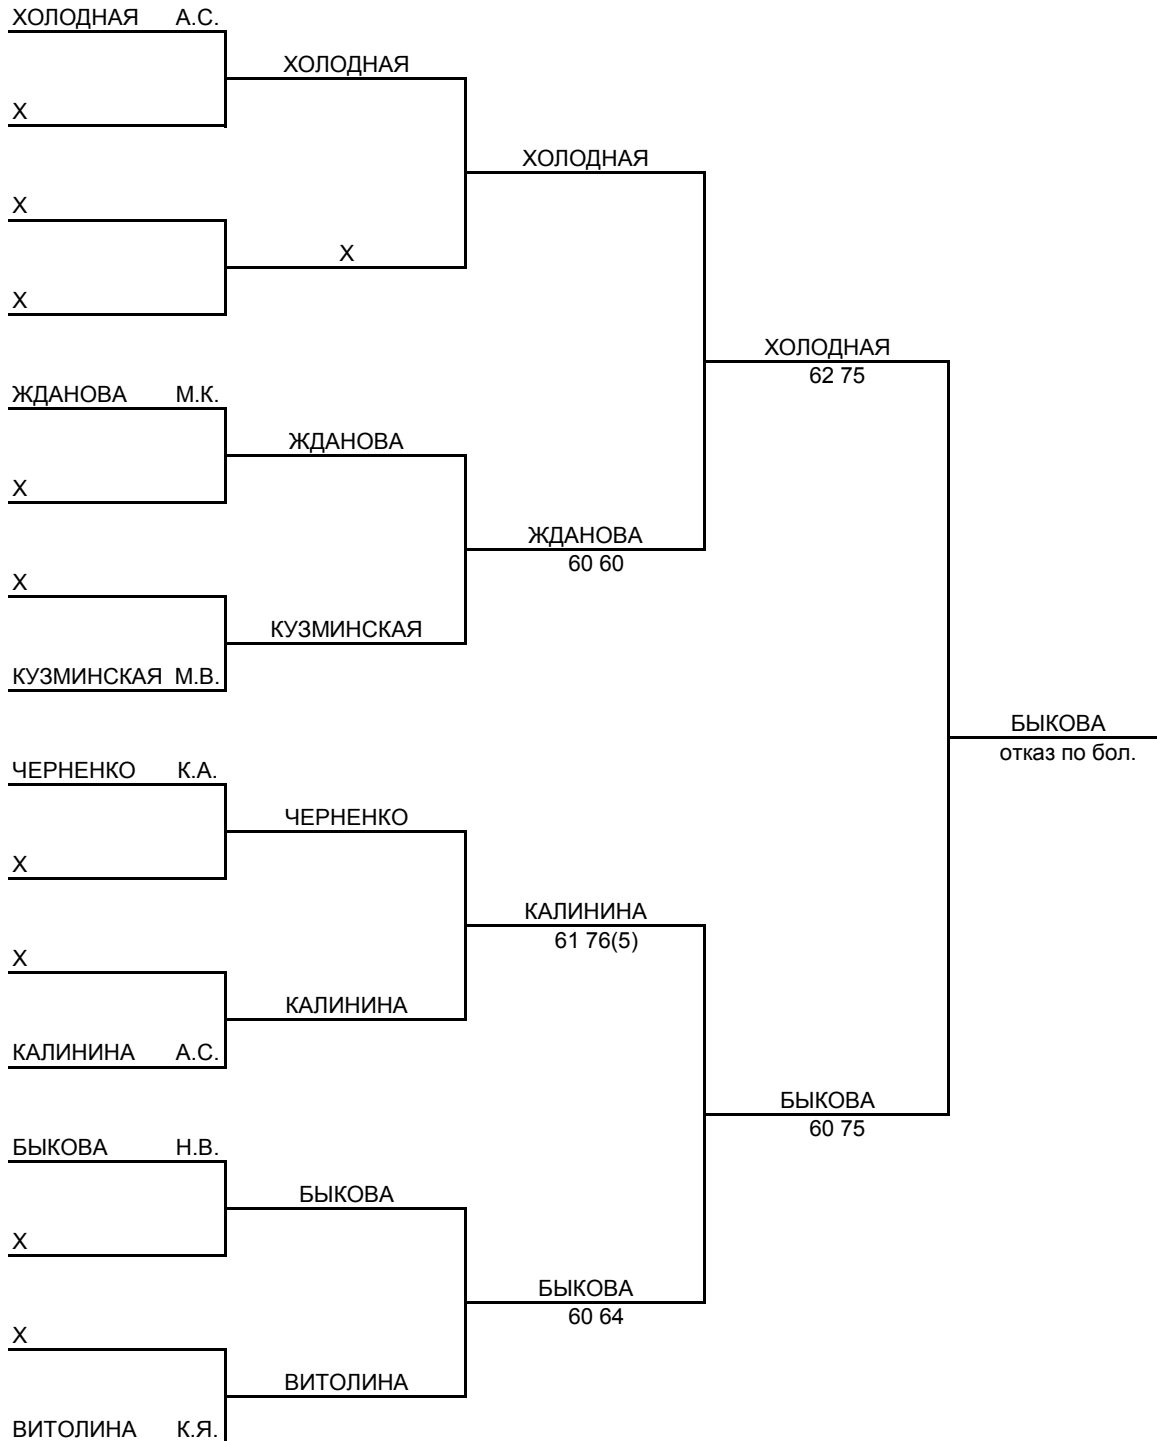 ХОЛОДНАЯ А.С.
ХОЛОДНАЯ
Х
ХОЛОДНАЯ
Х
Х
Х
ХОЛОДНАЯ
62 75
ЖДАНОВА М.К.
ЖДАНОВА
Х
ЖДАНОВА
60 60
Х
КУЗМИНСКАЯ
КУЗМИНСКАЯ М.В.
БЫКОВА
отказ по бол.
ЧЕРНЕНКО К.А.
ЧЕРНЕНКО
Х
КАЛИНИНА
61 76(5)
Х
КАЛИНИНА
КАЛИНИНА А.С.
БЫКОВА
60 75
БЫКОВА Н.В.
БЫКОВА
Х
БЫКОВА
60 64
Х
ВИТОЛИНА
ВИТОЛИНА К.Я.